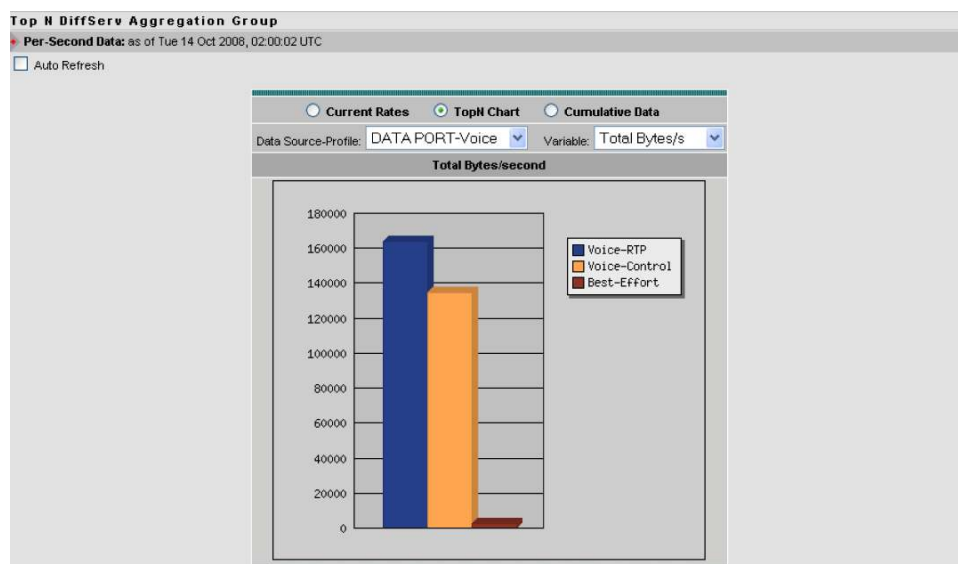 Top N DiffServ Aggregation Group
Per-Second Data: as of Tue 14 Oct 2008, 02:00:02 UTC
Auto Refresh
Current Rates TopN Chart Cumulative Data
Data Source-Profile: DATA PORT-Voice Variable: Total Bytes/s
Total Bytes/second
180000
160000
140000
120000
100000
80000
60000
40000
20000
0
Voice-RTP
Voice-Control
Best-Effort